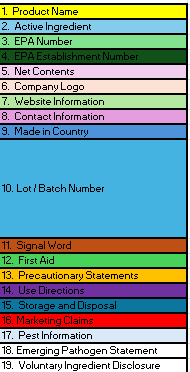 1. Product Name
2. Active Ingredient
3. EPA Number
4. EPA Establishment Number
5. Net Contents
6. Company Logo
7. Website Information
8. Contact Information
9. Made in Country
10. Lot / Batch Number
11. Signal Word
12. First Aid
13. Precautionary Statements
14. Use Directions
15. Storage and Disposal
16. Marketing Claims
17. Pest Information
18. Emerging Pathogen Statement
19. Voluntary Ingredient Disclosure